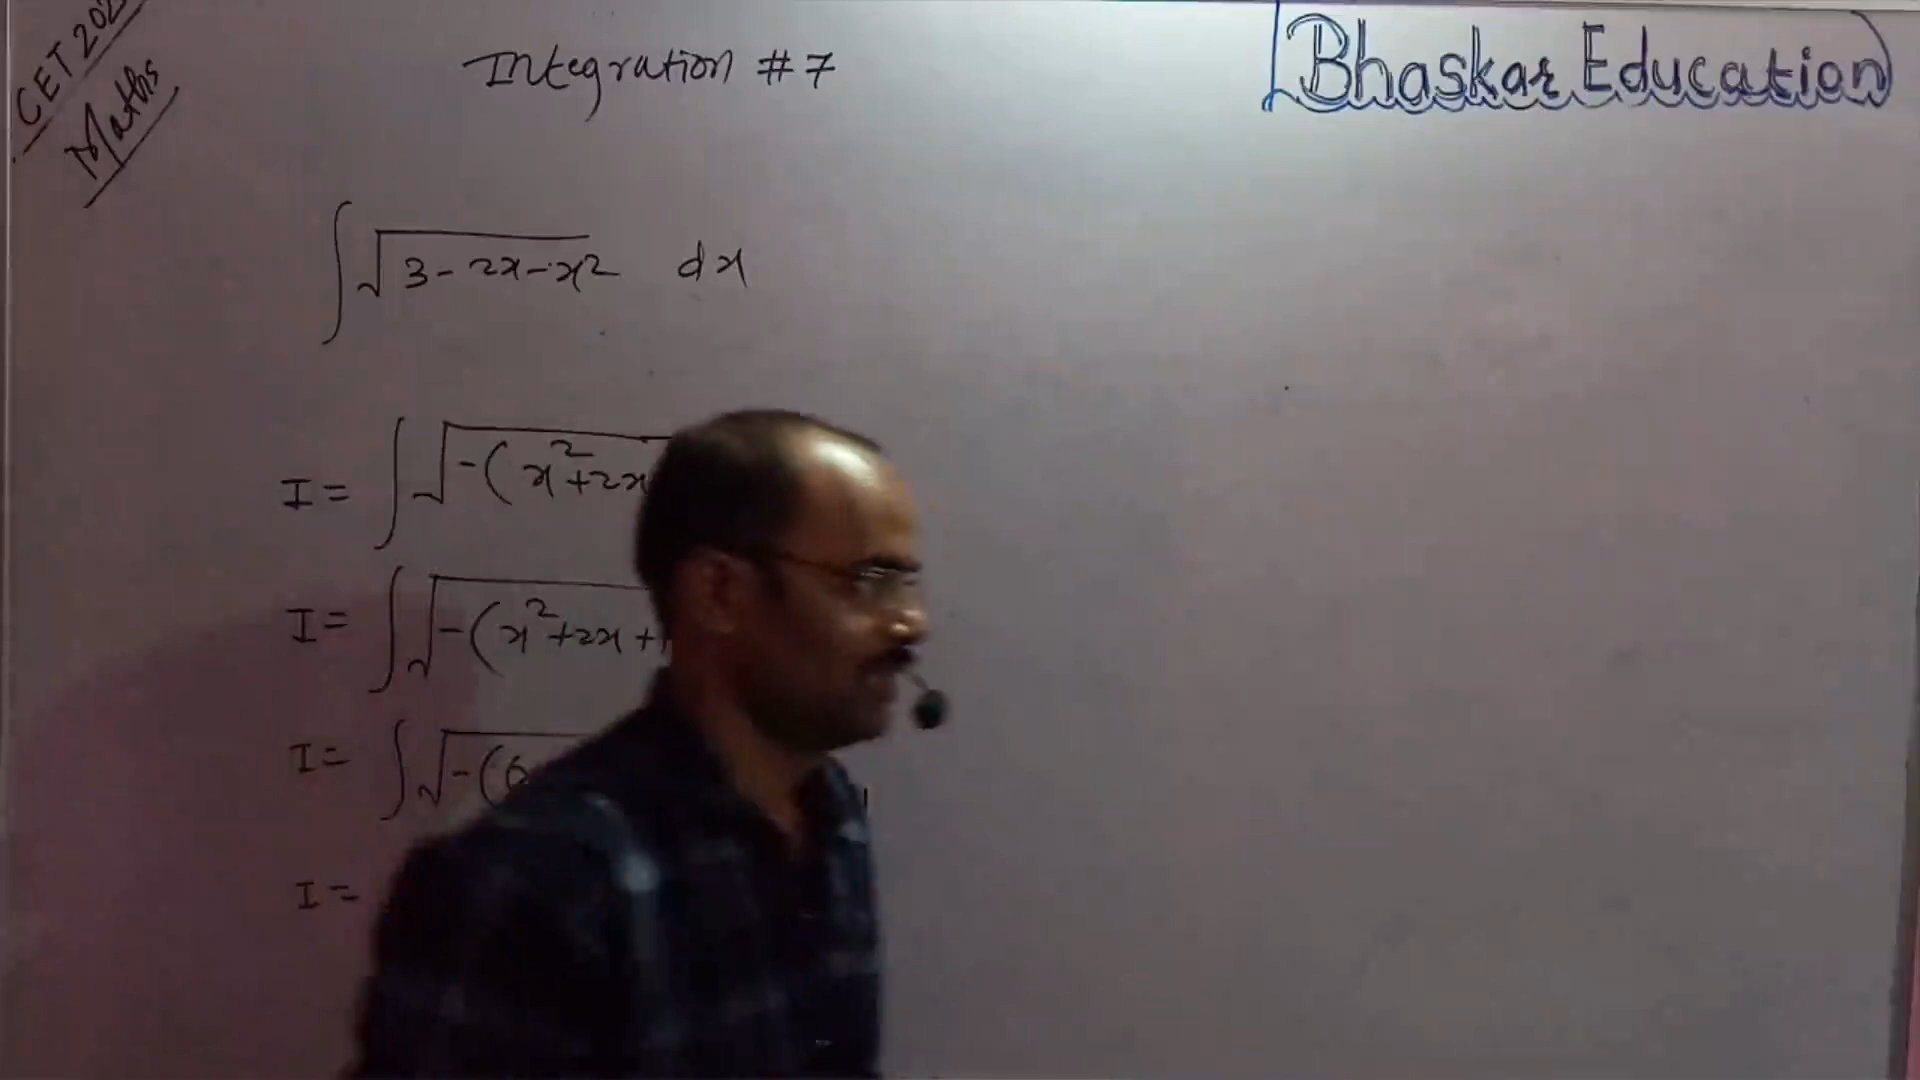 CET 202
Maths
Integration #7
Bhaskar Education
∫√3-2x-x² dx
I= ∫√-(x²+2x
I= ∫√-(x²+2x+
I= ∫√-(
I=